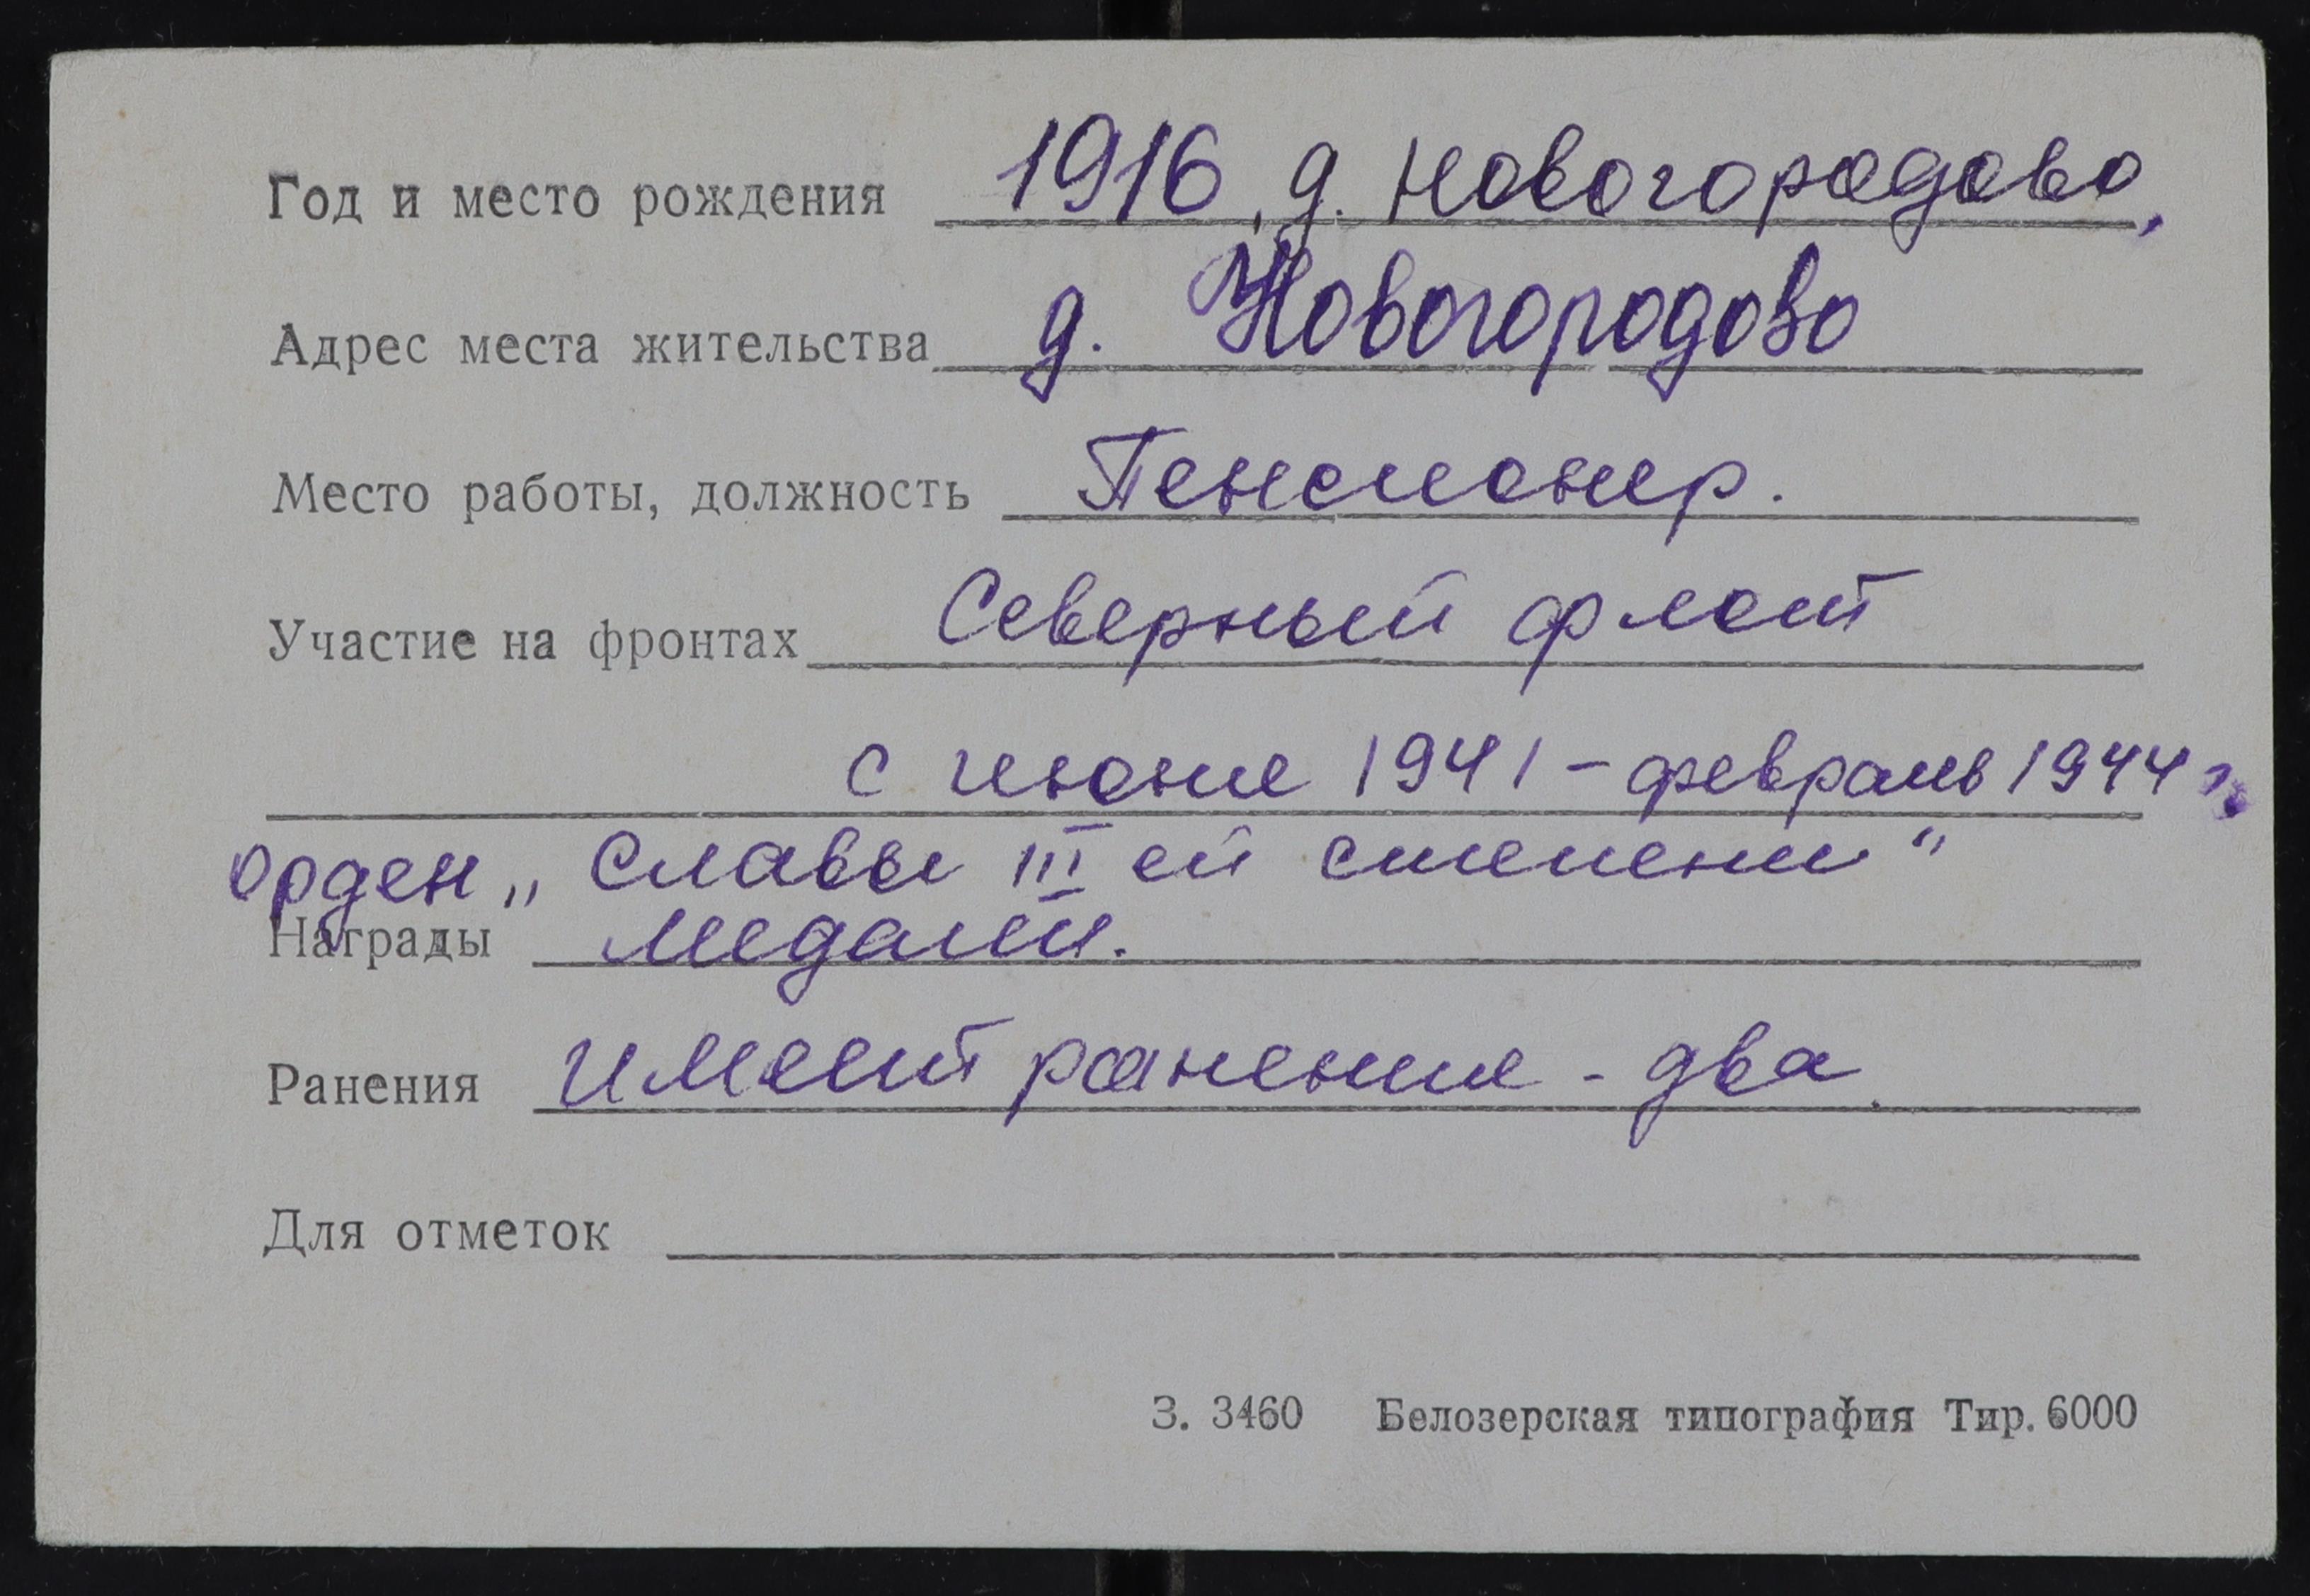 Год и место рождения 1916, д. Новогородово,
Адрес места жительства д. Новогородово
Место работы, должность Пенсионер.
Участие на фронтах Северный флот
с июня 1941 - февраль 1944 г.
орден „Славы III ей степени"
Награды медали.
Ранения имеет ранение - два.
Для отметок
З. 3460 Белозерская типография Тир. 6000